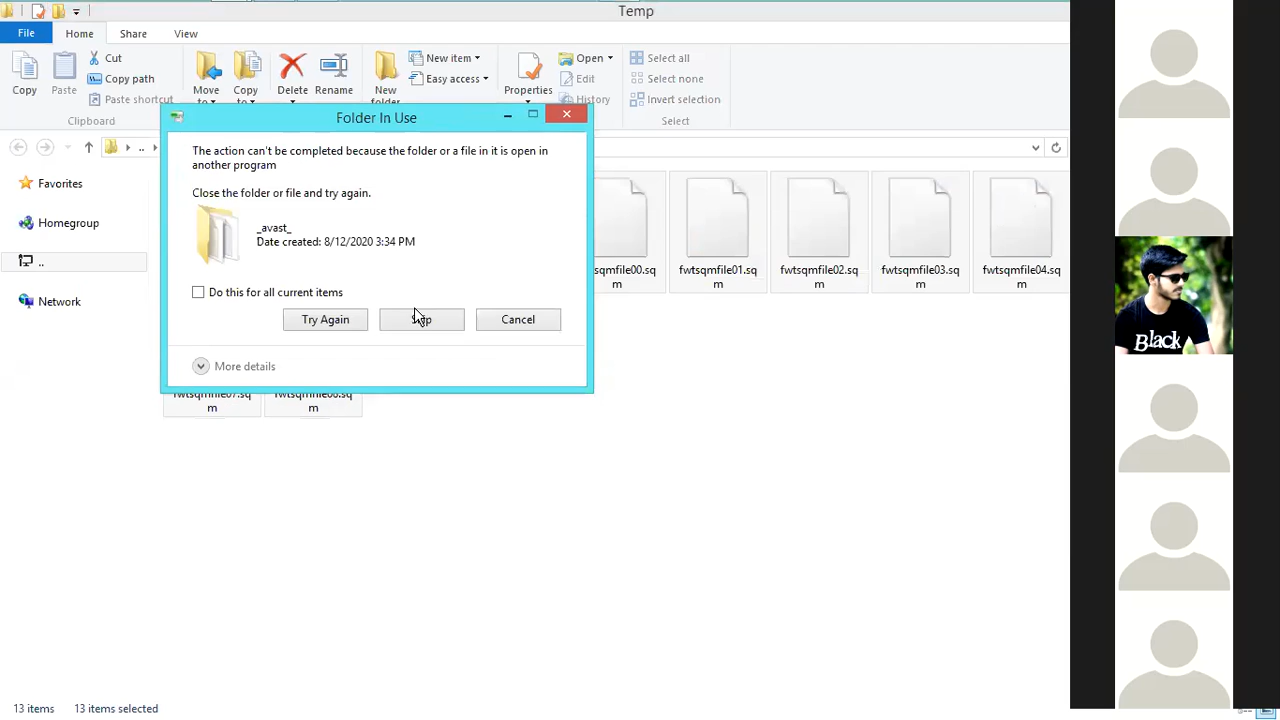 Temp
File
Home
Share
View
Copy
Paste
Cut
Copy path
Paste shortcut
Clipboard
Move
to
Copy
to
Delete
Rename
New
folder
New item
Easy access
Properties
Open
Edit
History
Select all
Select none
Invert selection
Select
..
Favorites
Homegroup
..
Network
Folder In Use
The action can't be completed because the folder or a file in it is open in
another program
Close the folder or file and try again.
_avast_
Date created: 8/12/2020 3:34 PM
Do this for all current items
Try Again
Cancel
More details
fwtsqmfile01.sq
m
fwtsqmfile02.sq
m
fwtsqmfile03.sq
m
fwtsqmfile04.sq
m
m
m
m
Black
13 items
13 items selected